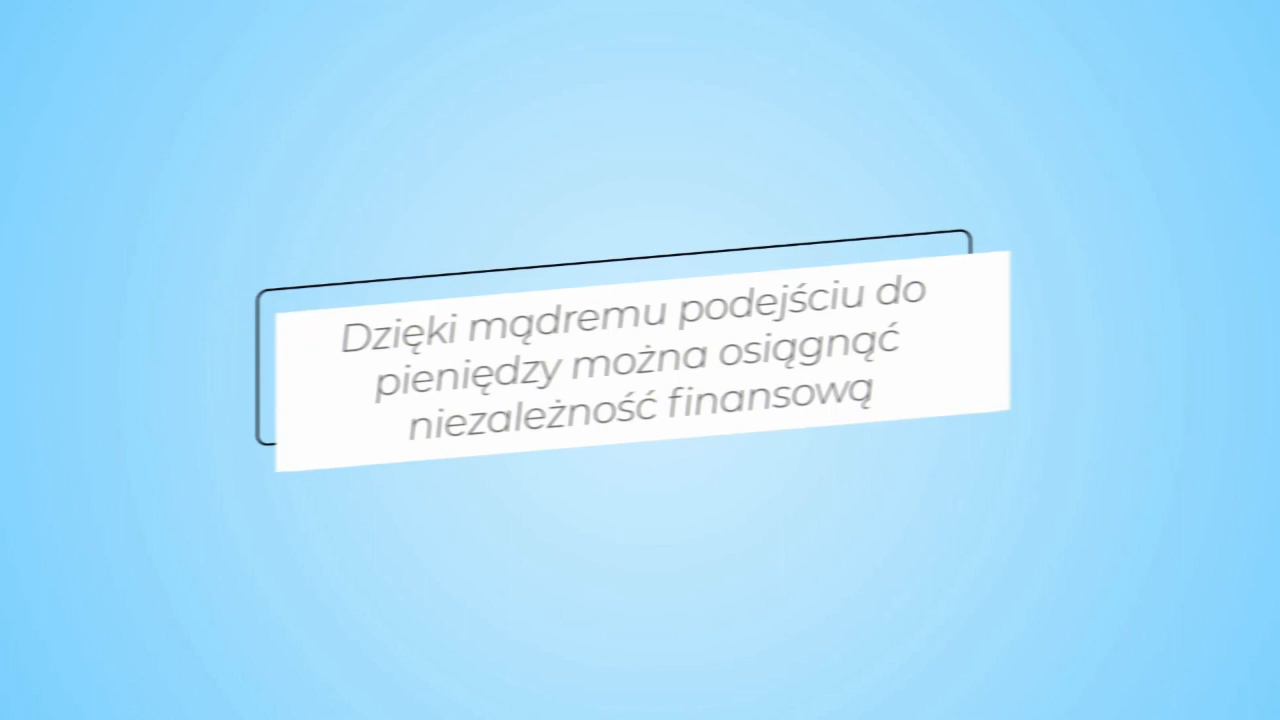 Dzięki mądremu podejściu do
pieniędzy można osiągnąć
niezależność finansową